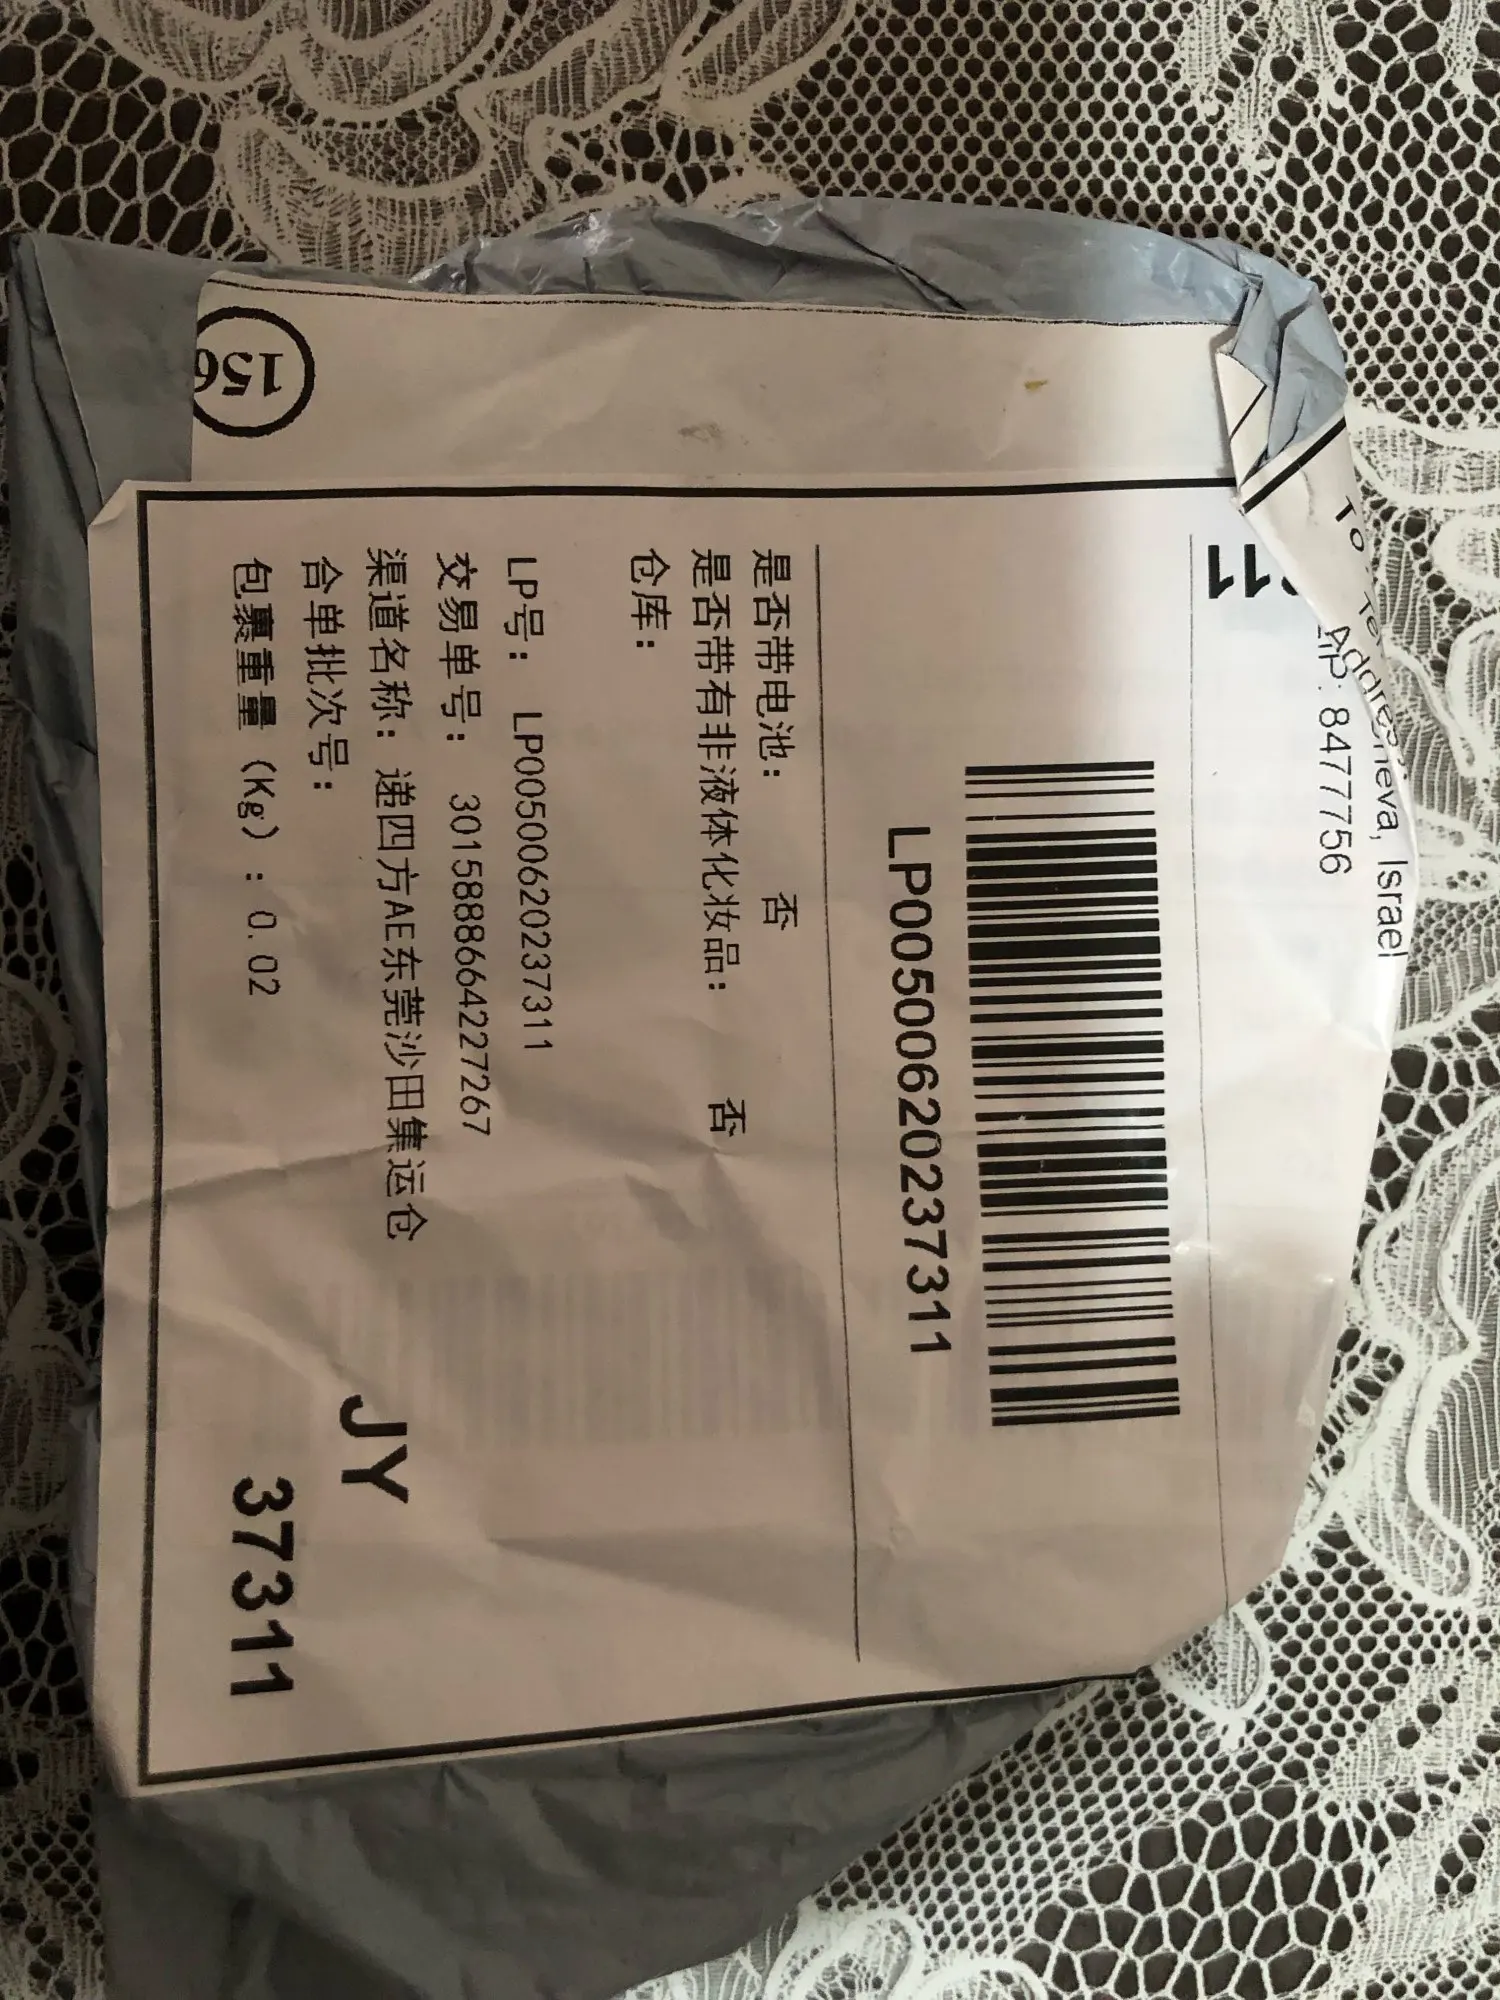 156
To
Te
Addre
neva, Israel
ZIP: 8477756
11
LP00500620237311
是否带电池: 否
是否带有非液体化妆品: 否
仓库:
LP号: LP00500620237311
交易单号: 3015888664227267
渠道名称: 递四方AE东莞沙田集运仓
合单批次号:
包裹重量 (Kg) : 0.02
JY
37311